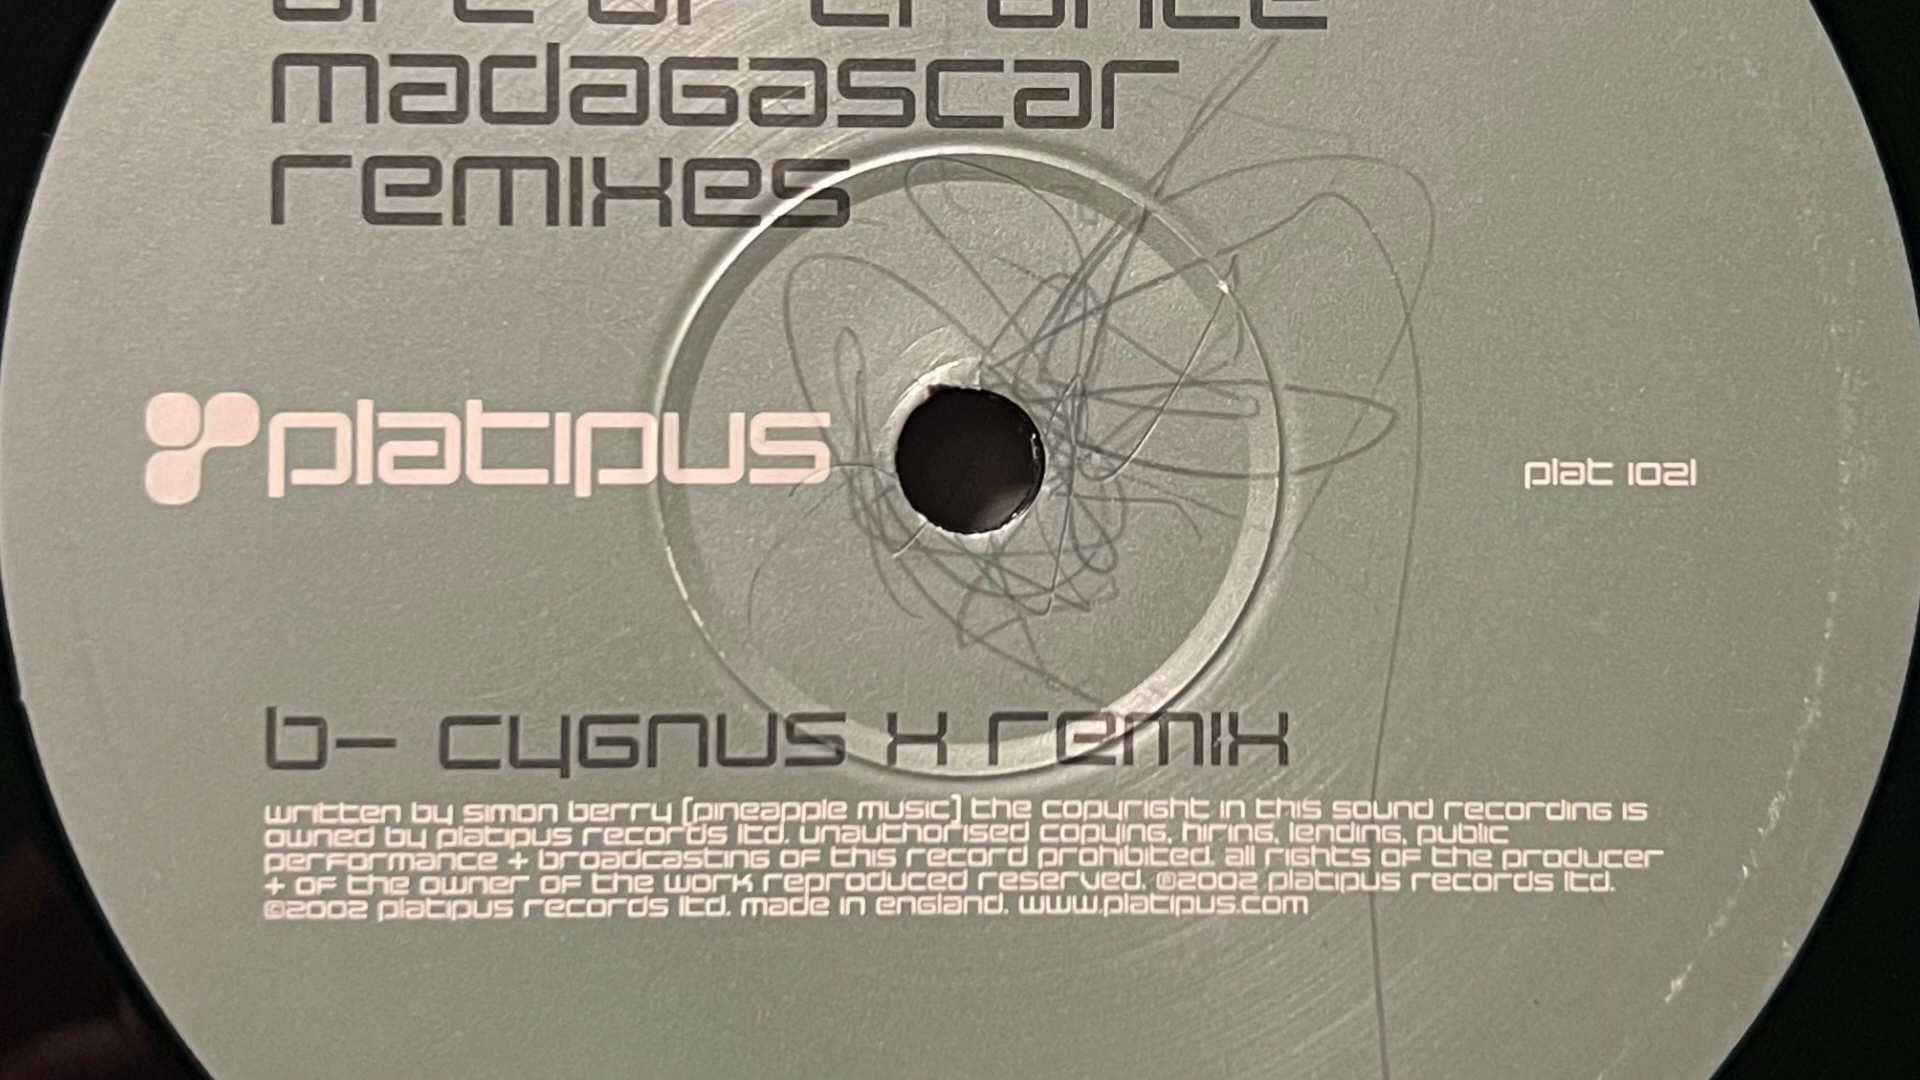 art of trance
madagascar
remixes
platipus
plat 1021
b- cygnus x remix
written by simon berry [pineapple music] the copyright in this sound recording is
owned by platipus records ltd. unauthorised copying, hiring, lending, public
performance + broadcasting of this record prohibited. all rights of the producer
+ of the owner of the work reproduced reserved. ℗2002 platipus records ltd.
©2002 platipus records ltd. made in england. www.platipus.com